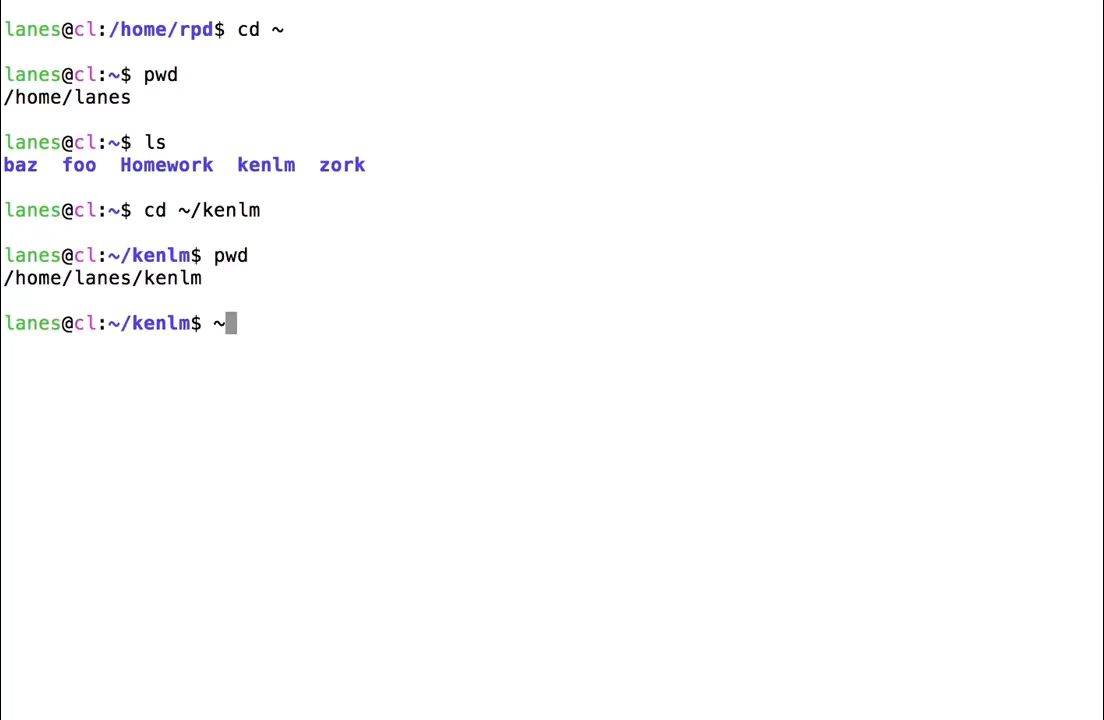 lanes@cl:/home/rpd$ cd ~
lanes@cl:~$ pwd
/home/lanes
lanes@cl:~$ ls
baz  foo  Homework  kenlm  zork
lanes@cl:~$ cd ~/kenlm
lanes@cl:~/kenlm$ pwd
/home/lanes/kenlm
lanes@cl:~/kenlm$ ~